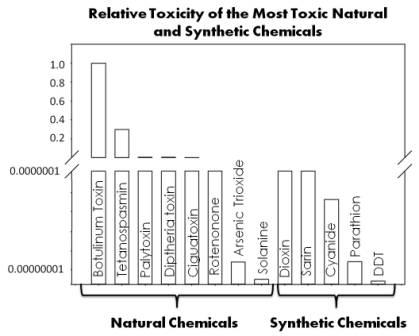 Relative Toxicity of the Most Toxic Natural
and Synthetic Chemicals
1.0
0.8
0.6
0.4
0.2
0.0000001
0.00000001
Botulinum Toxin
Tetanospasmin
Palytoxin
Diptheria toxin
Ciguatoxin
Rotenonone
Arsenic Trioxide
Solanine
Dioxin
Sarin
Cyanide
Parathion
DDT
Natural Chemicals
Synthetic Chemicals